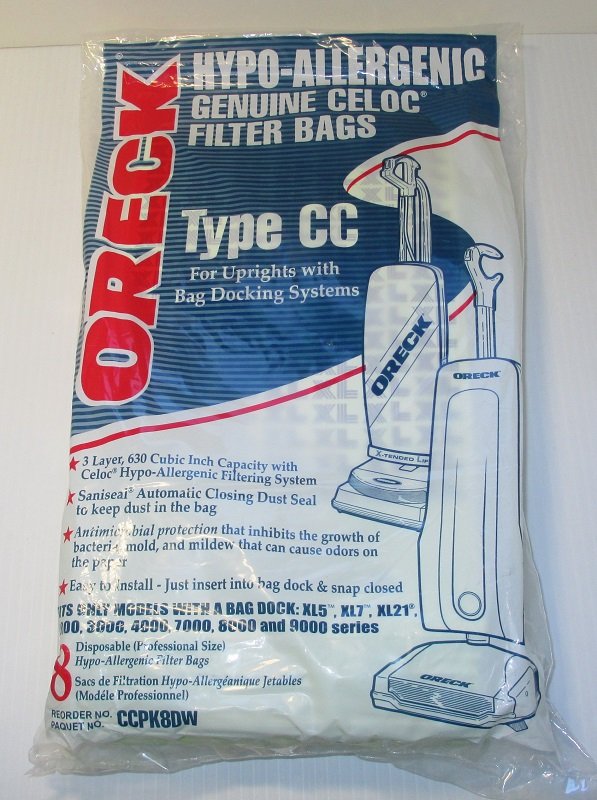 ORECK®
HYPO-ALLERGENIC
GENUINE CELOC®
FILTER BAGS
Type CC
For Uprights with
Bag Docking Systems
ORECK
X-TENDED
ORECK
★ 3 Layer, 630 Cubic Inch Capacity with
Celoc® Hypo-Allergenic Filtering System
★ Saniseal® Automatic Closing Dust Seal
to keep dust in the bag
★ Antimicrobial protection that inhibits the growth of
bacteria, mold, and mildew that can cause odors on
the paper
★ Easy to install - Just insert into bag dock & snap closed
FITS ONLY MODELS WITH A BAG DOCK: XL5™, XL7™, XL21®,
3000, 4000, 7000, 8000 and 9000 series
8
Disposable (Professional Size)
Hypo-Allergenic Filter Bags
Sacs de Filtration Hypo-Allergéanique Jetables
(Modéle Professionnel)
REORDER NO.
PAQUET NO. CCPK8DW
ORECK